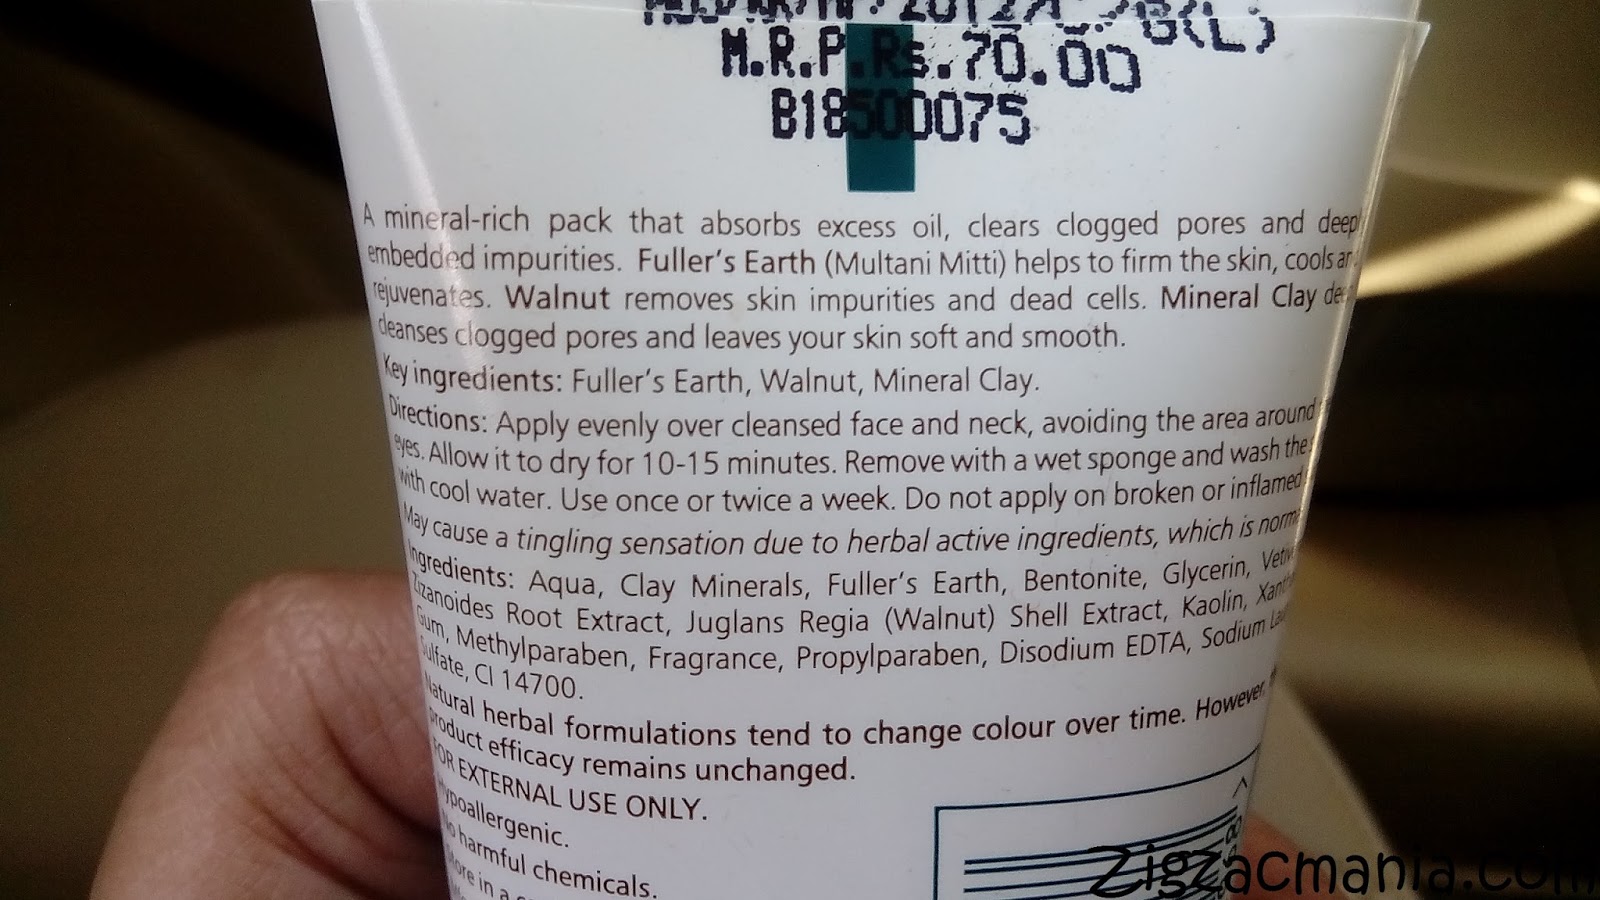 M.R.P.Rs.70.00
B18500075
A mineral-rich pack that absorbs excess oil, clears clogged pores and deep
embedded impurities. Fuller's Earth (Multani Mitti) helps to firm the skin, cools
rejuvenates. Walnut removes skin impurities and dead cells. Mineral Clay
cleanses clogged pores and leaves your skin soft and smooth.
Key ingredients: Fuller's Earth, Walnut, Mineral Clay.
Directions: Apply evenly over cleansed face and neck, avoiding the area around
eyes. Allow it to dry for 10-15 minutes. Remove with a wet sponge and wash the
with cool water. Use once or twice a week. Do not apply on broken or inflamed
May cause a tingling sensation due to herbal active ingredients, which is
Ingredients: Aqua, Clay Minerals, Fuller's Earth, Bentonite, Glycerin,
Zizanoides Root Extract, Juglans Regia (Walnut) Shell Extract, Kaolin,
Gum, Methylparaben, Fragrance, Propylparaben, Disodium EDTA, Sodium
Sulfate, CI 14700.
Natural herbal formulations tend to change colour over time. However,
product efficacy remains unchanged.
FOR EXTERNAL USE ONLY.
Hypoallergenic.
No harmful chemicals.
Store in a
Zigzacmania.com